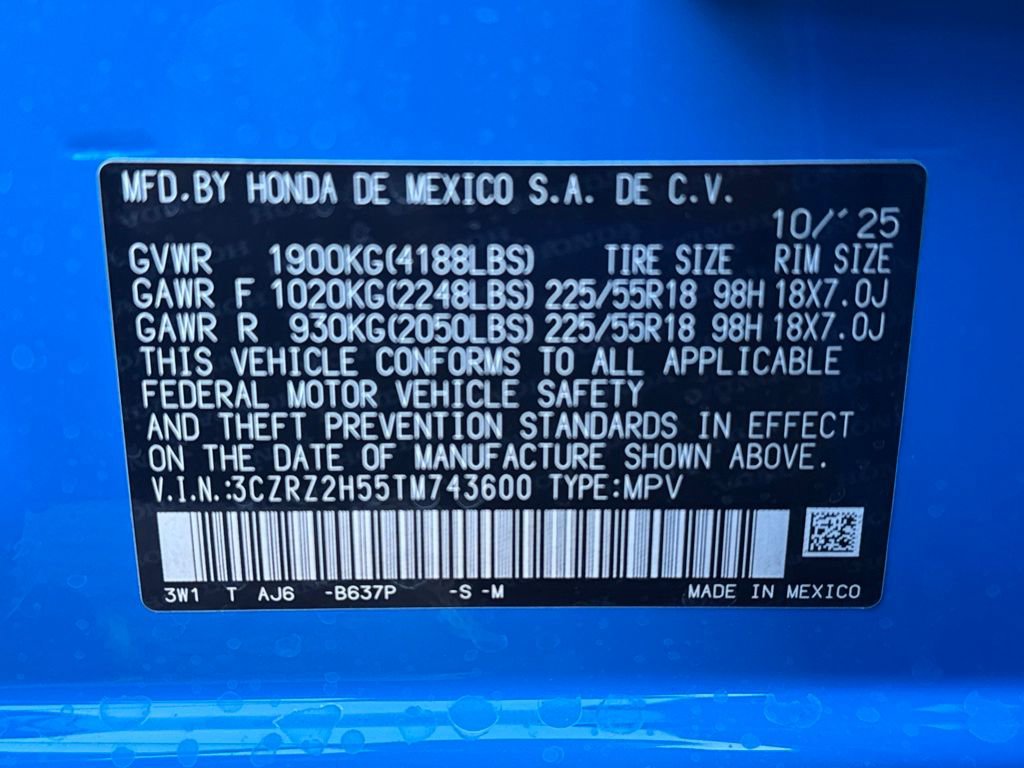 MFD.BY HONDA DE MEXICO S.A. DE C.V.
10/'25
GVWR 1900KG(4188LBS) TIRE SIZE RIM SIZE
GAWR F 1020KG(2248LBS) 225/55R18 98H 18X7.0J
GAWR R 930KG(2050LBS) 225/55R18 98H 18X7.0J
THIS VEHICLE CONFORMS TO ALL APPLICABLE
FEDERAL MOTOR VEHICLE SAFETY
AND THEFT PREVENTION STANDARDS IN EFFECT
ON THE DATE OF MANUFACTURE SHOWN ABOVE.
V.I.N.:3CZRZ2H55TM743600 TYPE:MPV
3W1 T AJ6 -B637P -S -M MADE IN MEXICO